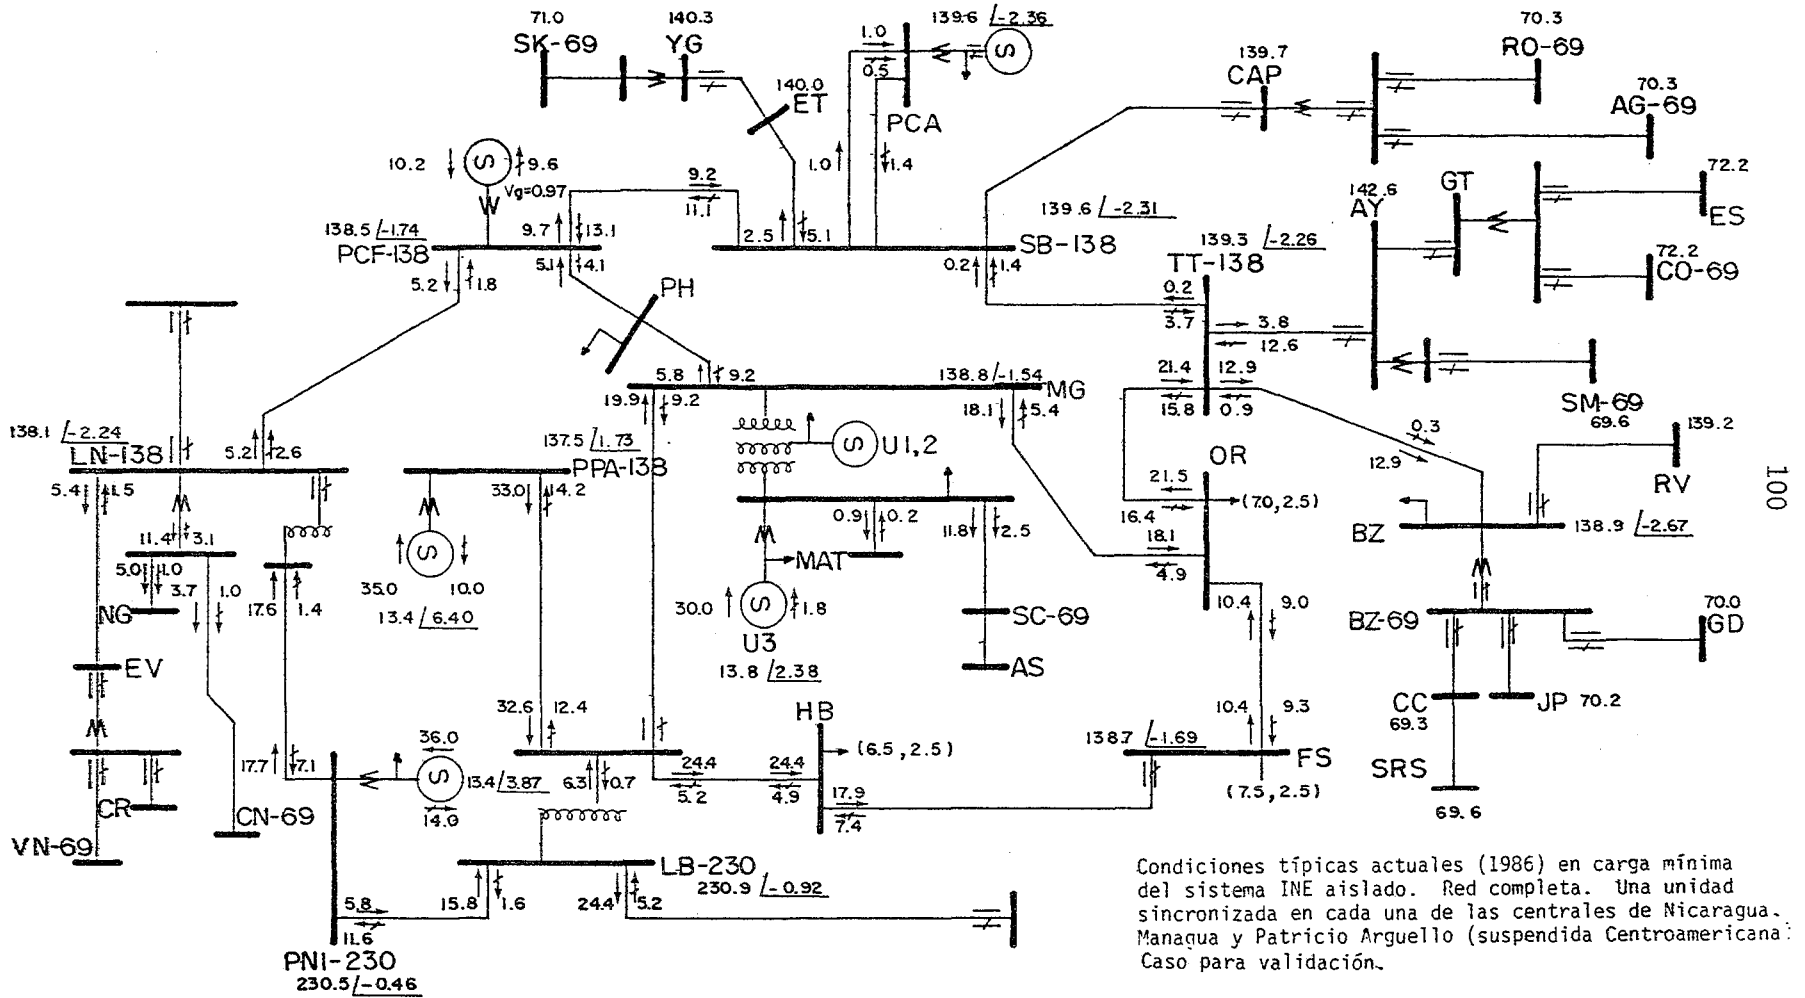 71.0
SK-69
140.3
YG
140.0
ET
1.0
0.5
139.6 /-2.36
S
PCA
139.7
CAP
70.3
RO-69
70.3
AG-69
10.2
S
9.6
Vg=0.97
9.2
11.1
1.0
1.4
142.6
AY
GT
72.2
ES
138.5 /-1.74
PCF-138
9.7
13.1
2.5
5.1
139.6 /-2.31
SB-138
139.3 /-2.26
TT-138
72.2
CO-69
5.2
1.8
5.1
4.1
0.2
1.4
PH
0.2
3.7
3.8
12.6
5.8
9.2
138.8 /-1.54
MG
21.4
12.9
15.8
0.9
SM-69
69.6
19.9
9.2
18.1
5.4
138.1 /-2.24
LN-138
5.2
2.6
137.5 /1.73
PPA-138
S
U1,2
0.3
12.9
139.2
RV
OR
5.4
1.5
33.0
14.2
21.5
16.4
(7.0, 2.5)
BZ
138.9 /-2.67
100
11.4
3.1
0.9
0.2
11.8
2.5
18.1
4.9
5.0
1.0
3.7
1.0
17.6
1.4
S
35.0
10.0
13.4 /6.40
MAT
30.0
S
1.8
U3
13.8 /2.38
SC-69
AS
10.4
9.0
NG
EV
BZ-69
70.0
GD
CC
69.3
JP 70.2
32.6
12.4
HB
(6.5, 2.5)
10.4
9.3
138.7 /-1.69
FS
(7.5, 2.5)
SRS
69.6
36.0
S
13.4 /3.87
14.0
17.7
7.1
6.3
0.7
24.4
5.2
24.4
4.9
17.9
7.4
CR
CN-69
VN-69
LB-230
230.9 /-0.92
5.8
11.6
15.8
1.6
24.4
5.2
PNI-230
230.5 /-0.46
Condiciones típicas actuales (1986) en carga mínima
del sistema INE aislado. Red completa. Una unidad
sincronizada en cada una de las centrales de Nicaragua.
Managua y Patricio Arguello (suspendida Centroamericana
Caso para validación.